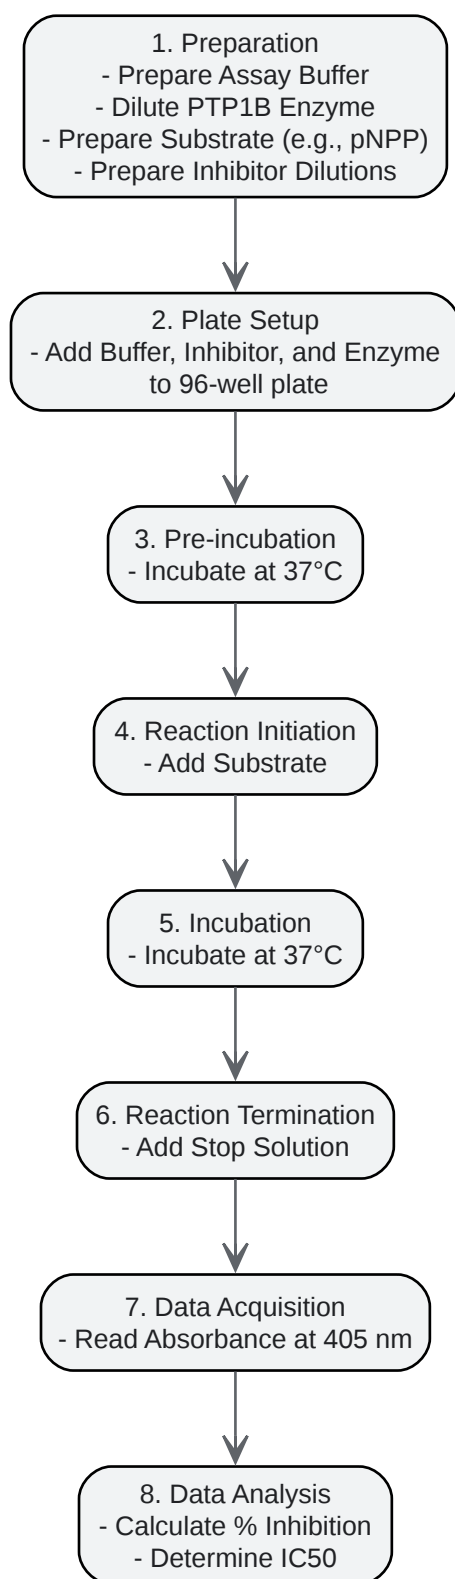 1. Preparation
- Prepare Assay Buffer
- Dilute PTP1B Enzyme
- Prepare Substrate (e.g., pNPP)
- Prepare Inhibitor Dilutions
2. Plate Setup
- Add Buffer, Inhibitor, and Enzyme
to 96-well plate
3. Pre-incubation
- Incubate at 37°C
4. Reaction Initiation
- Add Substrate
5. Incubation
- Incubate at 37°C
6. Reaction Termination
- Add Stop Solution
7. Data Acquisition
- Read Absorbance at 405 nm
8. Data Analysis
- Calculate % Inhibition
- Determine IC50